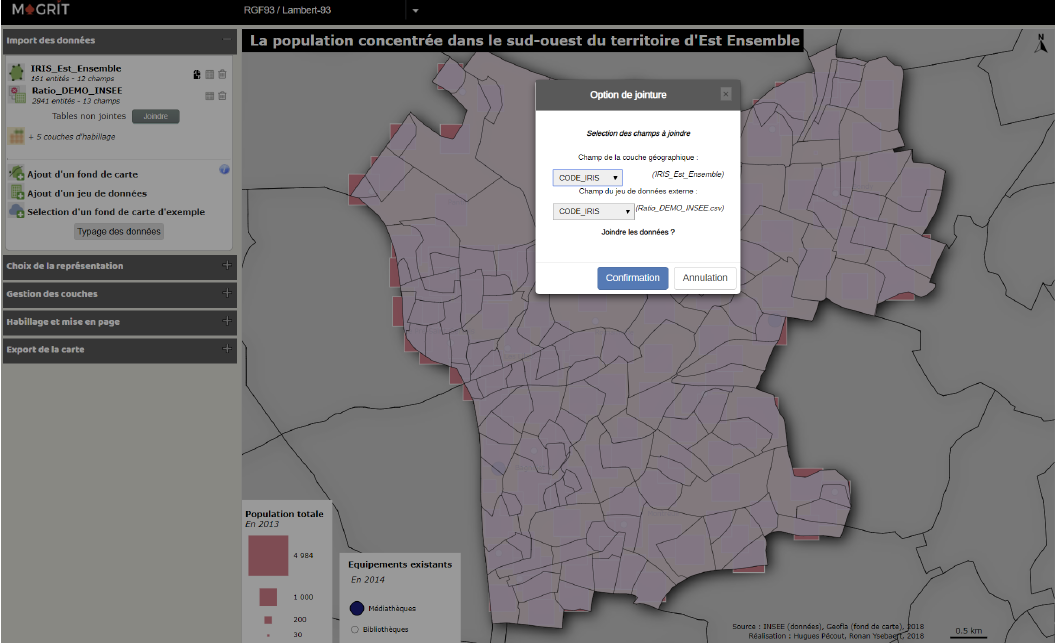 MAGRIT
RGF93 / Lambert-93
Import des données
IRIS_Est_Ensemble
161 entités - 12 champs
Ratio_DEMO_INSEE
2841 entités - 13 champs
Tables non jointes Joindre
+ 5 couches d'habillage
Ajout d'un fond de carte
Ajout d'un jeu de données
Sélection d'un fond de carte d'exemple
Typage des données
Choix de la représentation
Gestion des couches
Habillage et mise en page
Export de la carte
La population concentrée dans le sud-ouest du territoire d'Est Ensemble
N
Option de jointure
×
Selection des champs à joindre
Champ de la couche géographique :
CODE_IRIS (IRIS_Est_Ensemble)
Champ du jeu de données externe :
CODE_IRIS (Ratio_DEMO_INSEE.csv)
Joindre les données ?
Confirmation Annulation
Population totale
En 2013
4 984
1 000
200
30
Equipements existants
En 2014
Médiathèques
Bibliothèques
Source : INSEE (données), Geofla (fond de carte), 2018
Réalisation : Hugues Pécout, Ronan Ysebaert, 2018
0.5 km